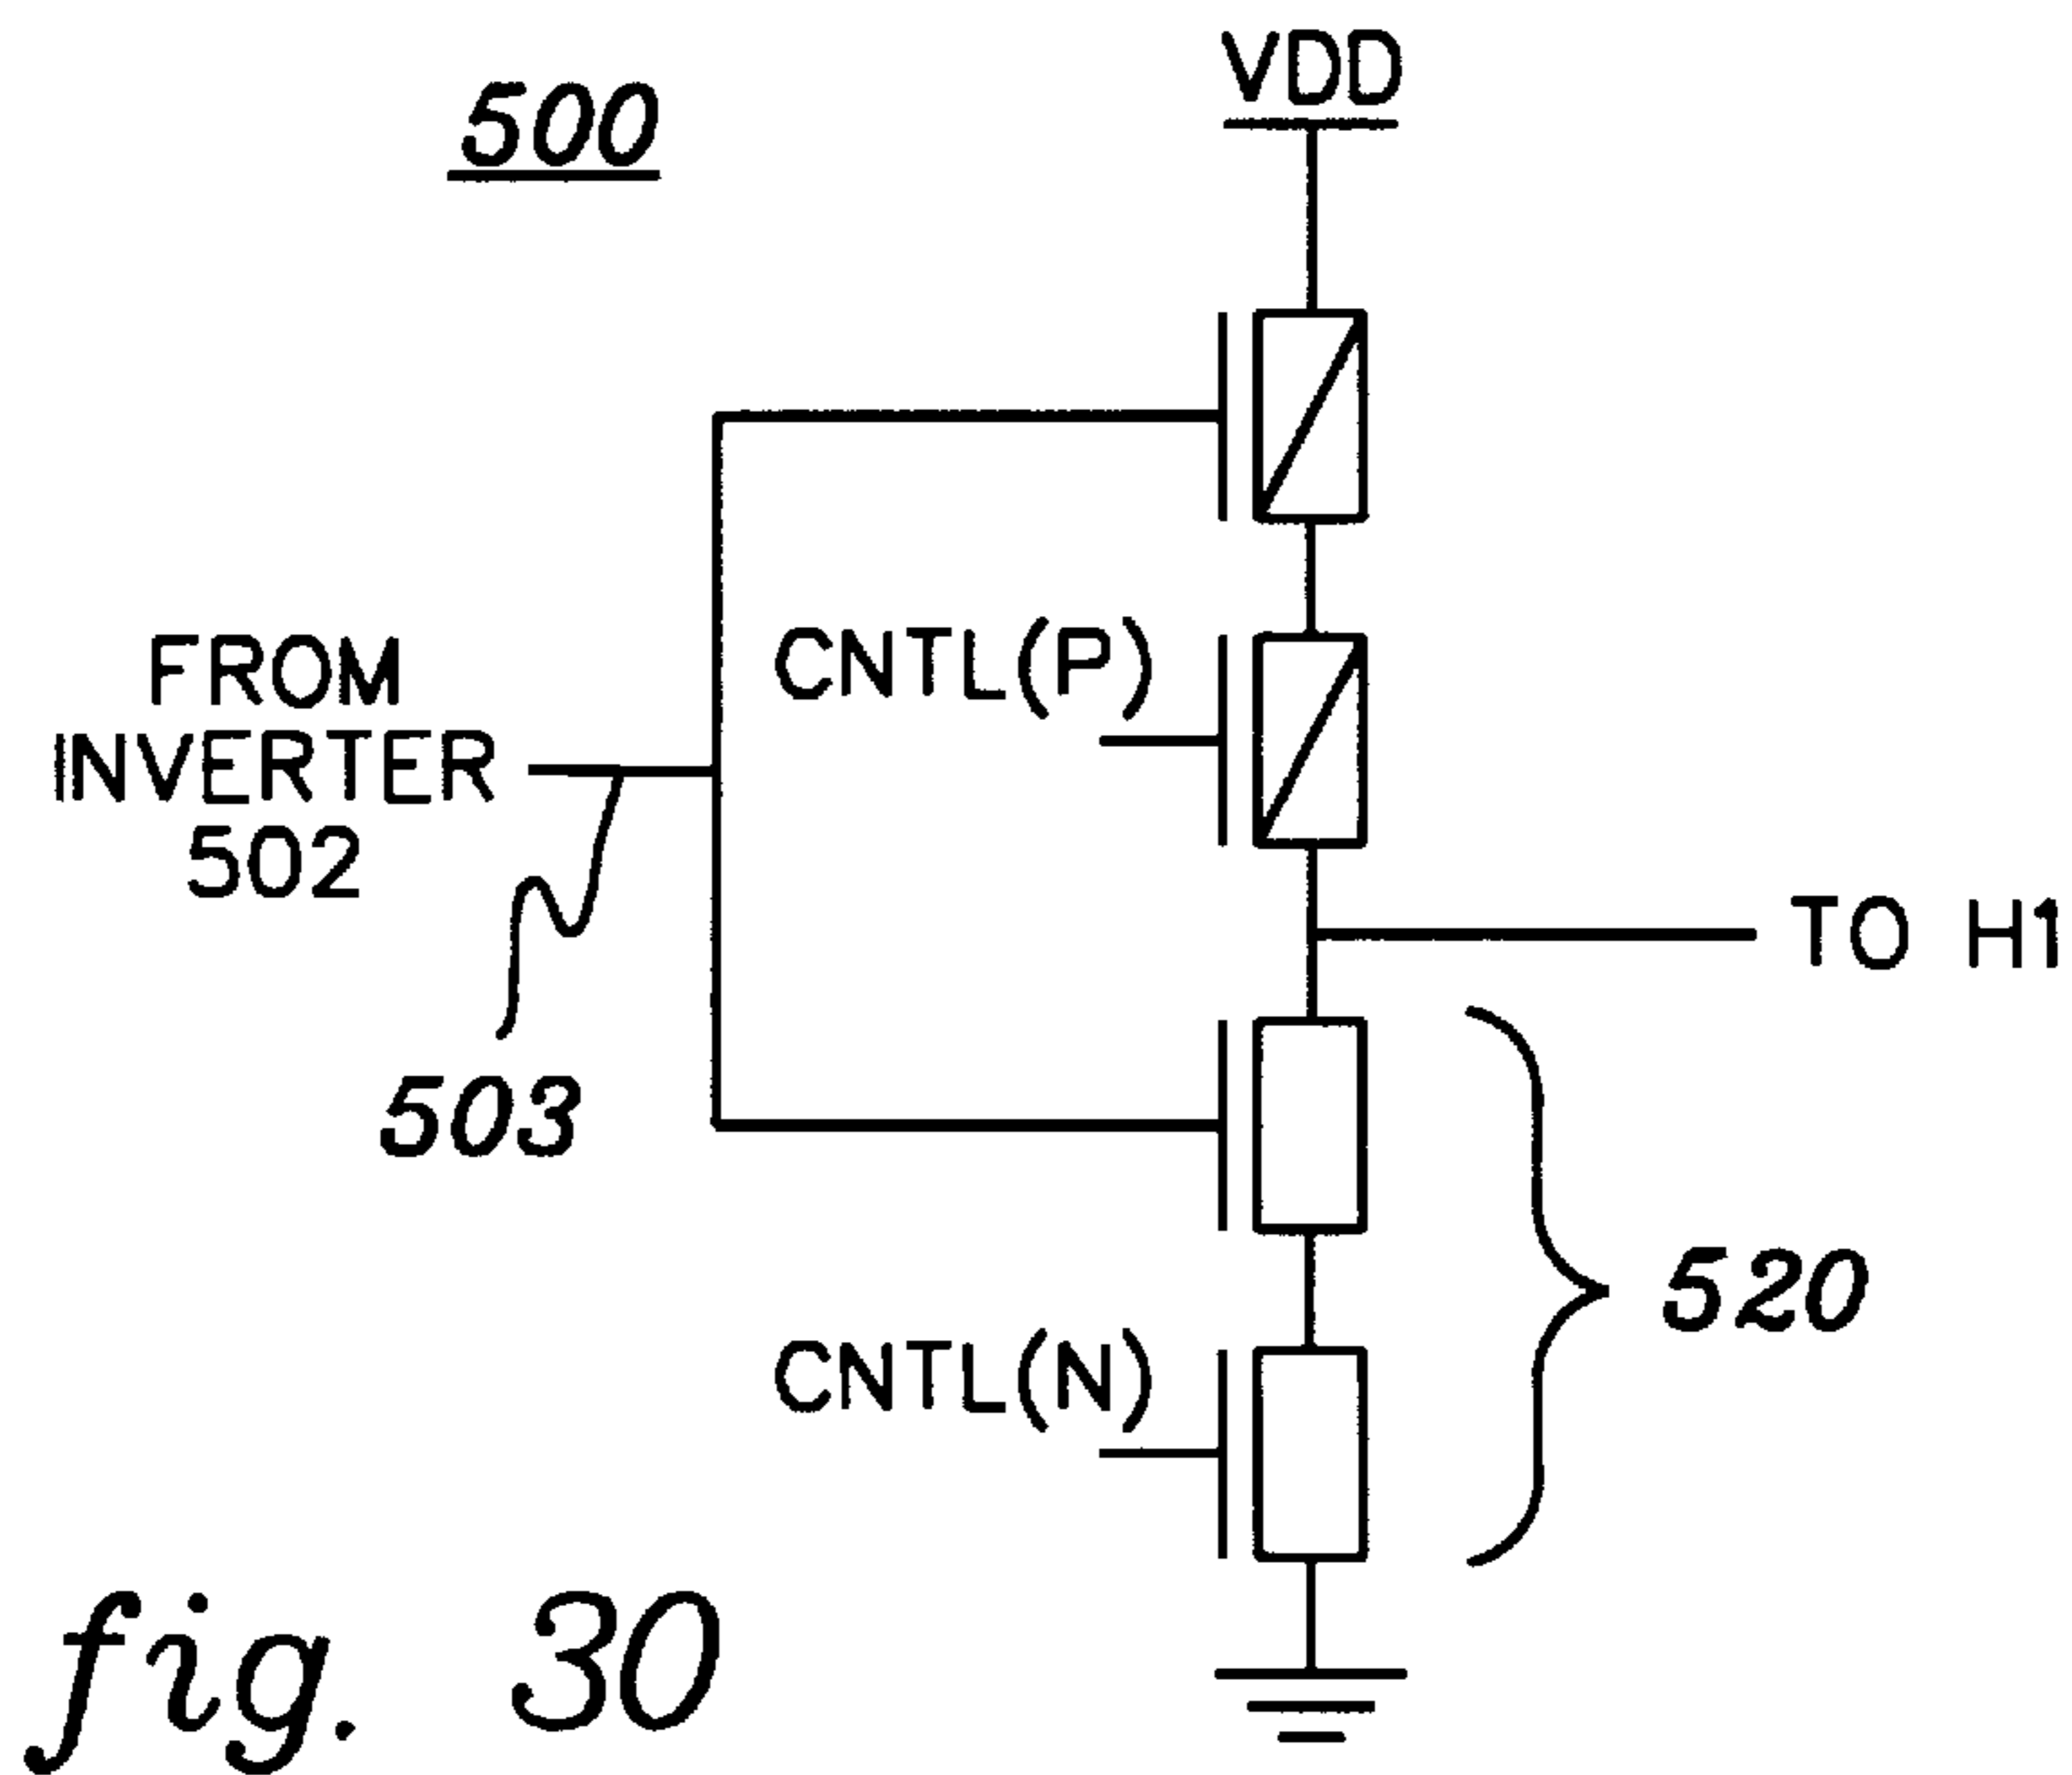 500
VDD
CNTL(P)
FROM
INVERTER
502
TO H1
503
520
CNTL(N)
fig. 30